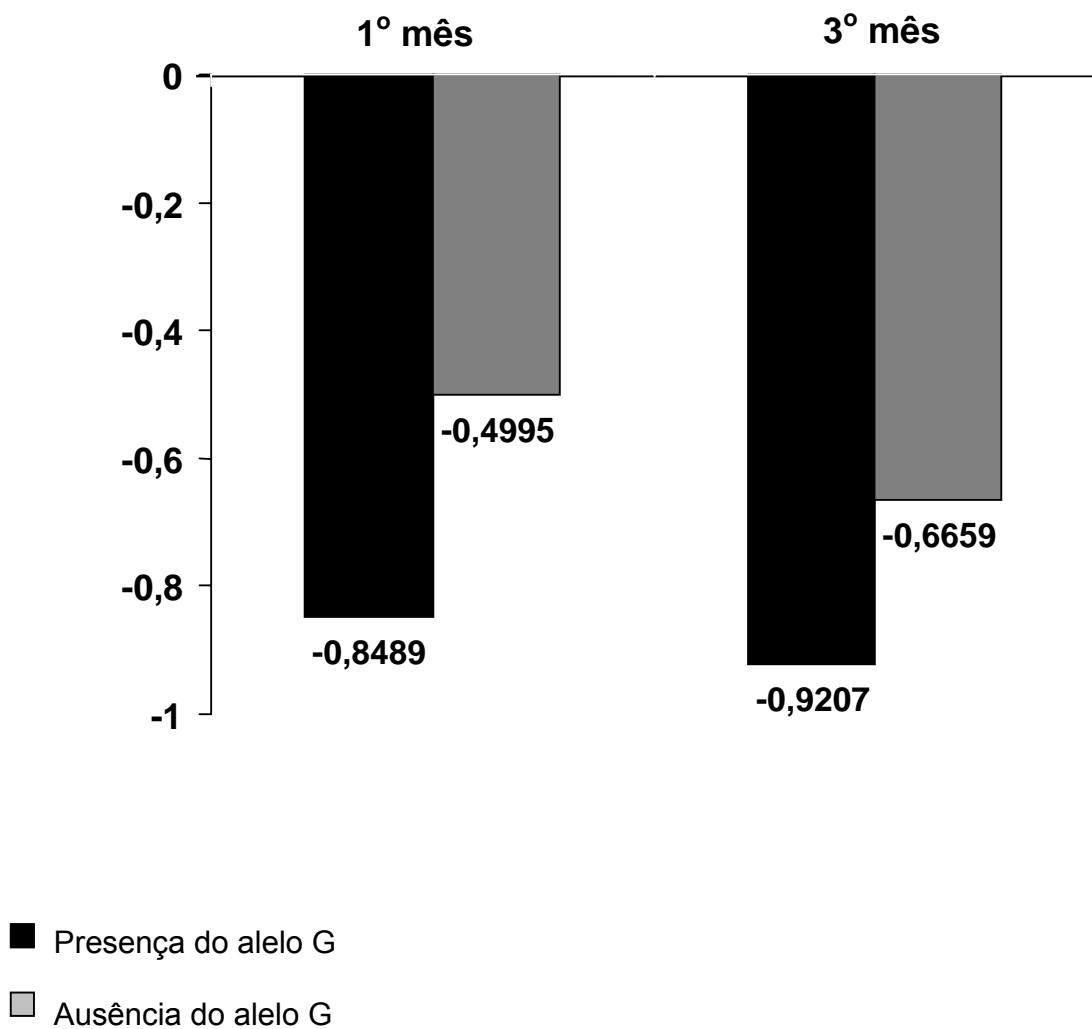 1º mês
3º mês
0
-0,2
-0,4
-0,6
-0,8
-1
-0,4995
-0,6659
-0,8489
-0,9207
Presença do alelo G
Ausência do alelo G